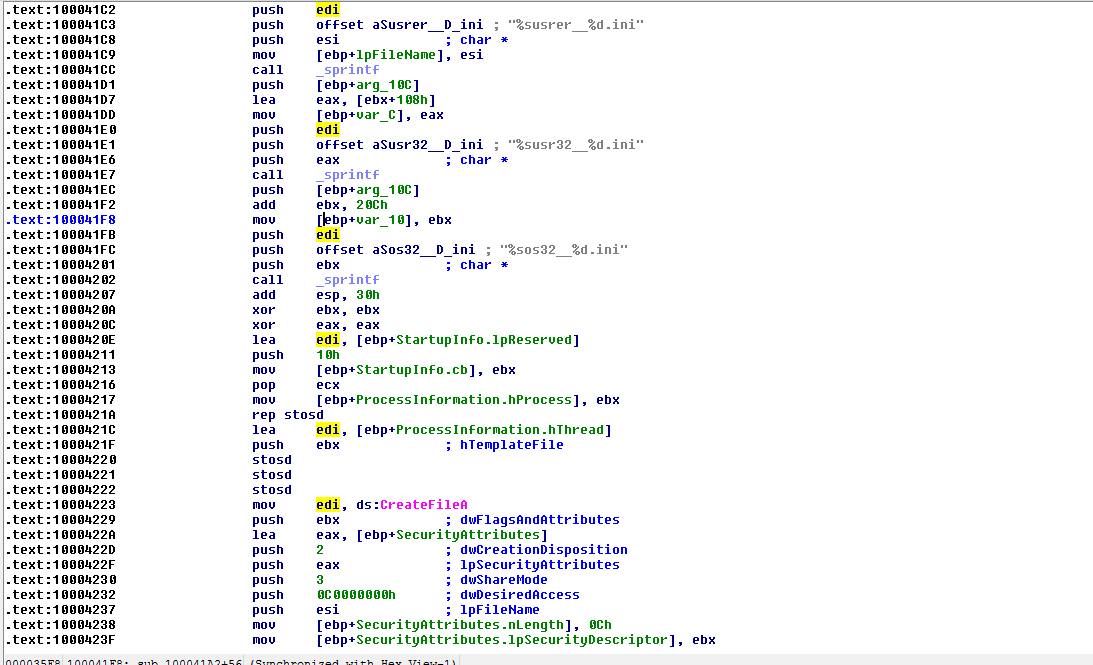 .text:100041C2 push edi
.text:100041C3 push offset aSusrer__D_ini ; "%susrer__%d.ini"
.text:100041C8 push esi ; char *
.text:100041C9 mov [ebp+lpFileName], esi
.text:100041CC call _sprintf
.text:100041D1 push [ebp+arg_10C]
.text:100041D7 lea eax, [ebx+108h]
.text:100041DD mov [ebp+var_C], eax
.text:100041E0 push edi
.text:100041E1 push offset aSusr32__D_ini ; "%susr32__%d.ini"
.text:100041E6 push eax ; char *
.text:100041E7 call _sprintf
.text:100041EC push [ebp+arg_10C]
.text:100041F2 add ebx, 20Ch
.text:100041F8 mov [ebp+var_10], ebx
.text:100041FB push edi
.text:100041FC push offset aSos32__D_ini ; "%sos32__%d.ini"
.text:10004201 push ebx ; char *
.text:10004202 call _sprintf
.text:10004207 add esp, 30h
.text:1000420A xor ebx, ebx
.text:1000420C xor eax, eax
.text:1000420E lea edi, [ebp+StartupInfo.lpReserved]
.text:10004211 push 10h
.text:10004213 mov [ebp+StartupInfo.cb], ebx
.text:10004216 pop ecx
.text:10004217 mov [ebp+ProcessInformation.hProcess], ebx
.text:1000421A rep stosd
.text:1000421C lea edi, [ebp+ProcessInformation.hThread]
.text:1000421F push ebx ; hTemplateFile
.text:10004220 stosd
.text:10004221 stosd
.text:10004222 stosd
.text:10004223 mov edi, ds:CreateFileA
.text:10004229 push ebx ; dwFlagsAndAttributes
.text:1000422A lea eax, [ebp+SecurityAttributes]
.text:1000422D push 2 ; dwCreationDisposition
.text:1000422F push eax ; lpSecurityAttributes
.text:10004230 push 3 ; dwShareMode
.text:10004232 push 0C0000000h ; dwDesiredAccess
.text:10004237 push esi ; lpFileName
.text:10004238 mov [ebp+SecurityAttributes.nLength], 0Ch
.text:1000423F mov [ebp+SecurityAttributes.lpSecurityDescriptor], ebx
000035F8 100041F8: sub_100041A2+56 (Synchronized with Hex View-1)